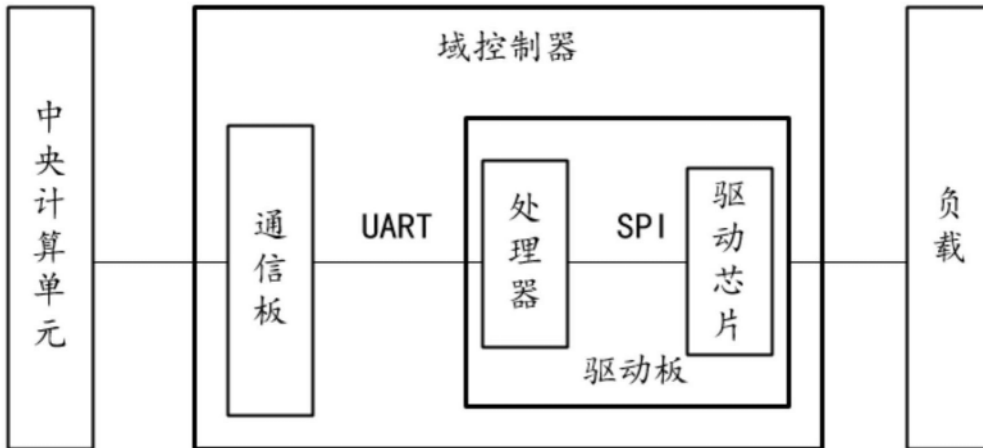 域控制器
中央计算单元
通信板
UART
处理器
SPI
驱动芯片
驱动板
负载